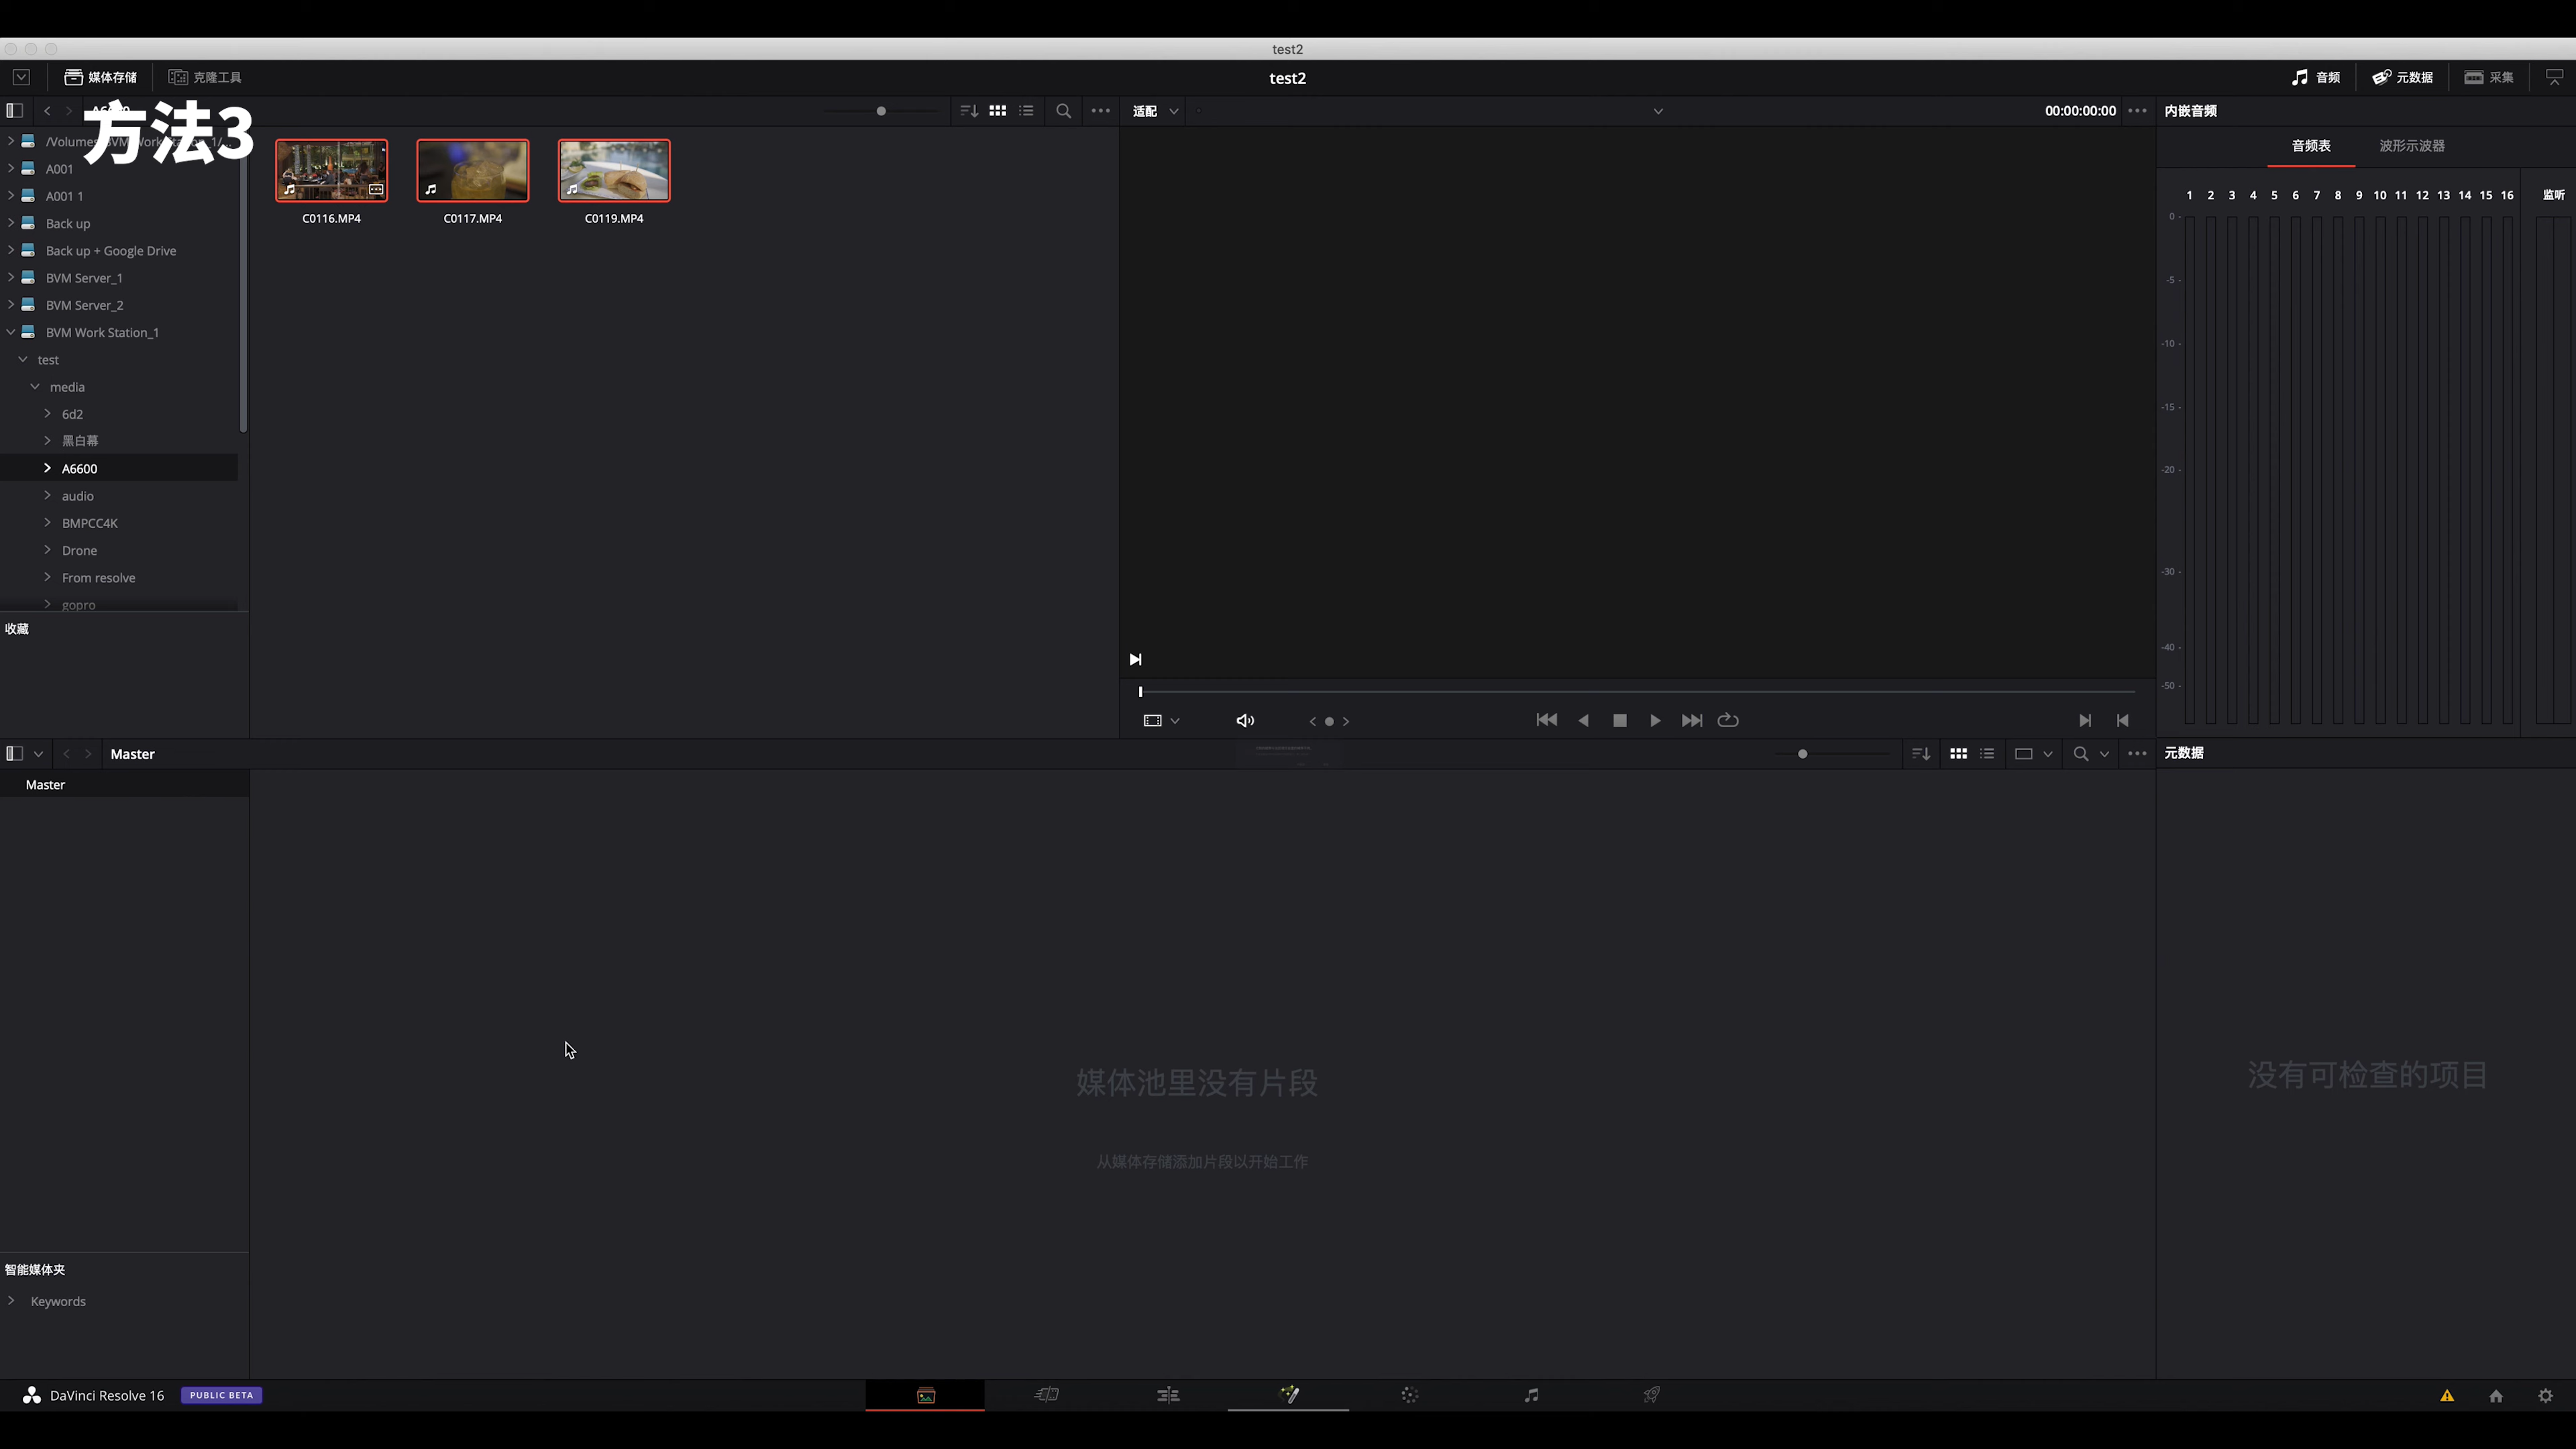 test2
媒体存储
克隆工具
test2
音频
元数据
采集
方法3
适配
00:00:00:00
内嵌音频
音频表
波形示波器
A001
A001 1
Back up
Back up + Google Drive
BVM Server_1
BVM Server_2
BVM Work Station_1
test
media
6d2
黑白幕
A6600
audio
BMPCC4K
Drone
From resolve
gopro
收藏
C0116.MP4
C0117.MP4
C0119.MP4
1 2 3 4 5 6 7 8 9 10 11 12 13 14 15 16 监听
0 -
-5 -
-10 -
-15 -
-20 -
-30 -
-40 -
-50 -
Master
元数据
Master
媒体池里没有片段
从媒体存储添加片段以开始工作
没有可检查的项目
智能媒体夹
Keywords
DaVinci Resolve 16
PUBLIC BETA